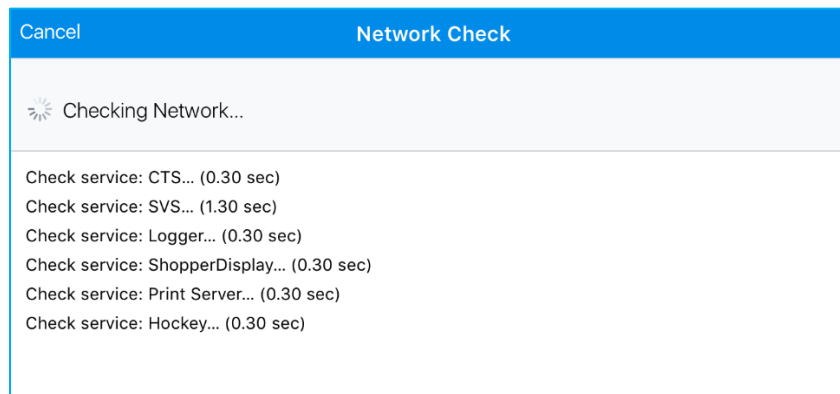 Cancel
Network Check
Checking Network...
Check service: CTS... (0.30 sec)
Check service: SVS... (1.30 sec)
Check service: Logger... (0.30 sec)
Check service: ShopperDisplay... (0.30 sec)
Check service: Print Server... (0.30 sec)
Check service: Hockey... (0.30 sec)